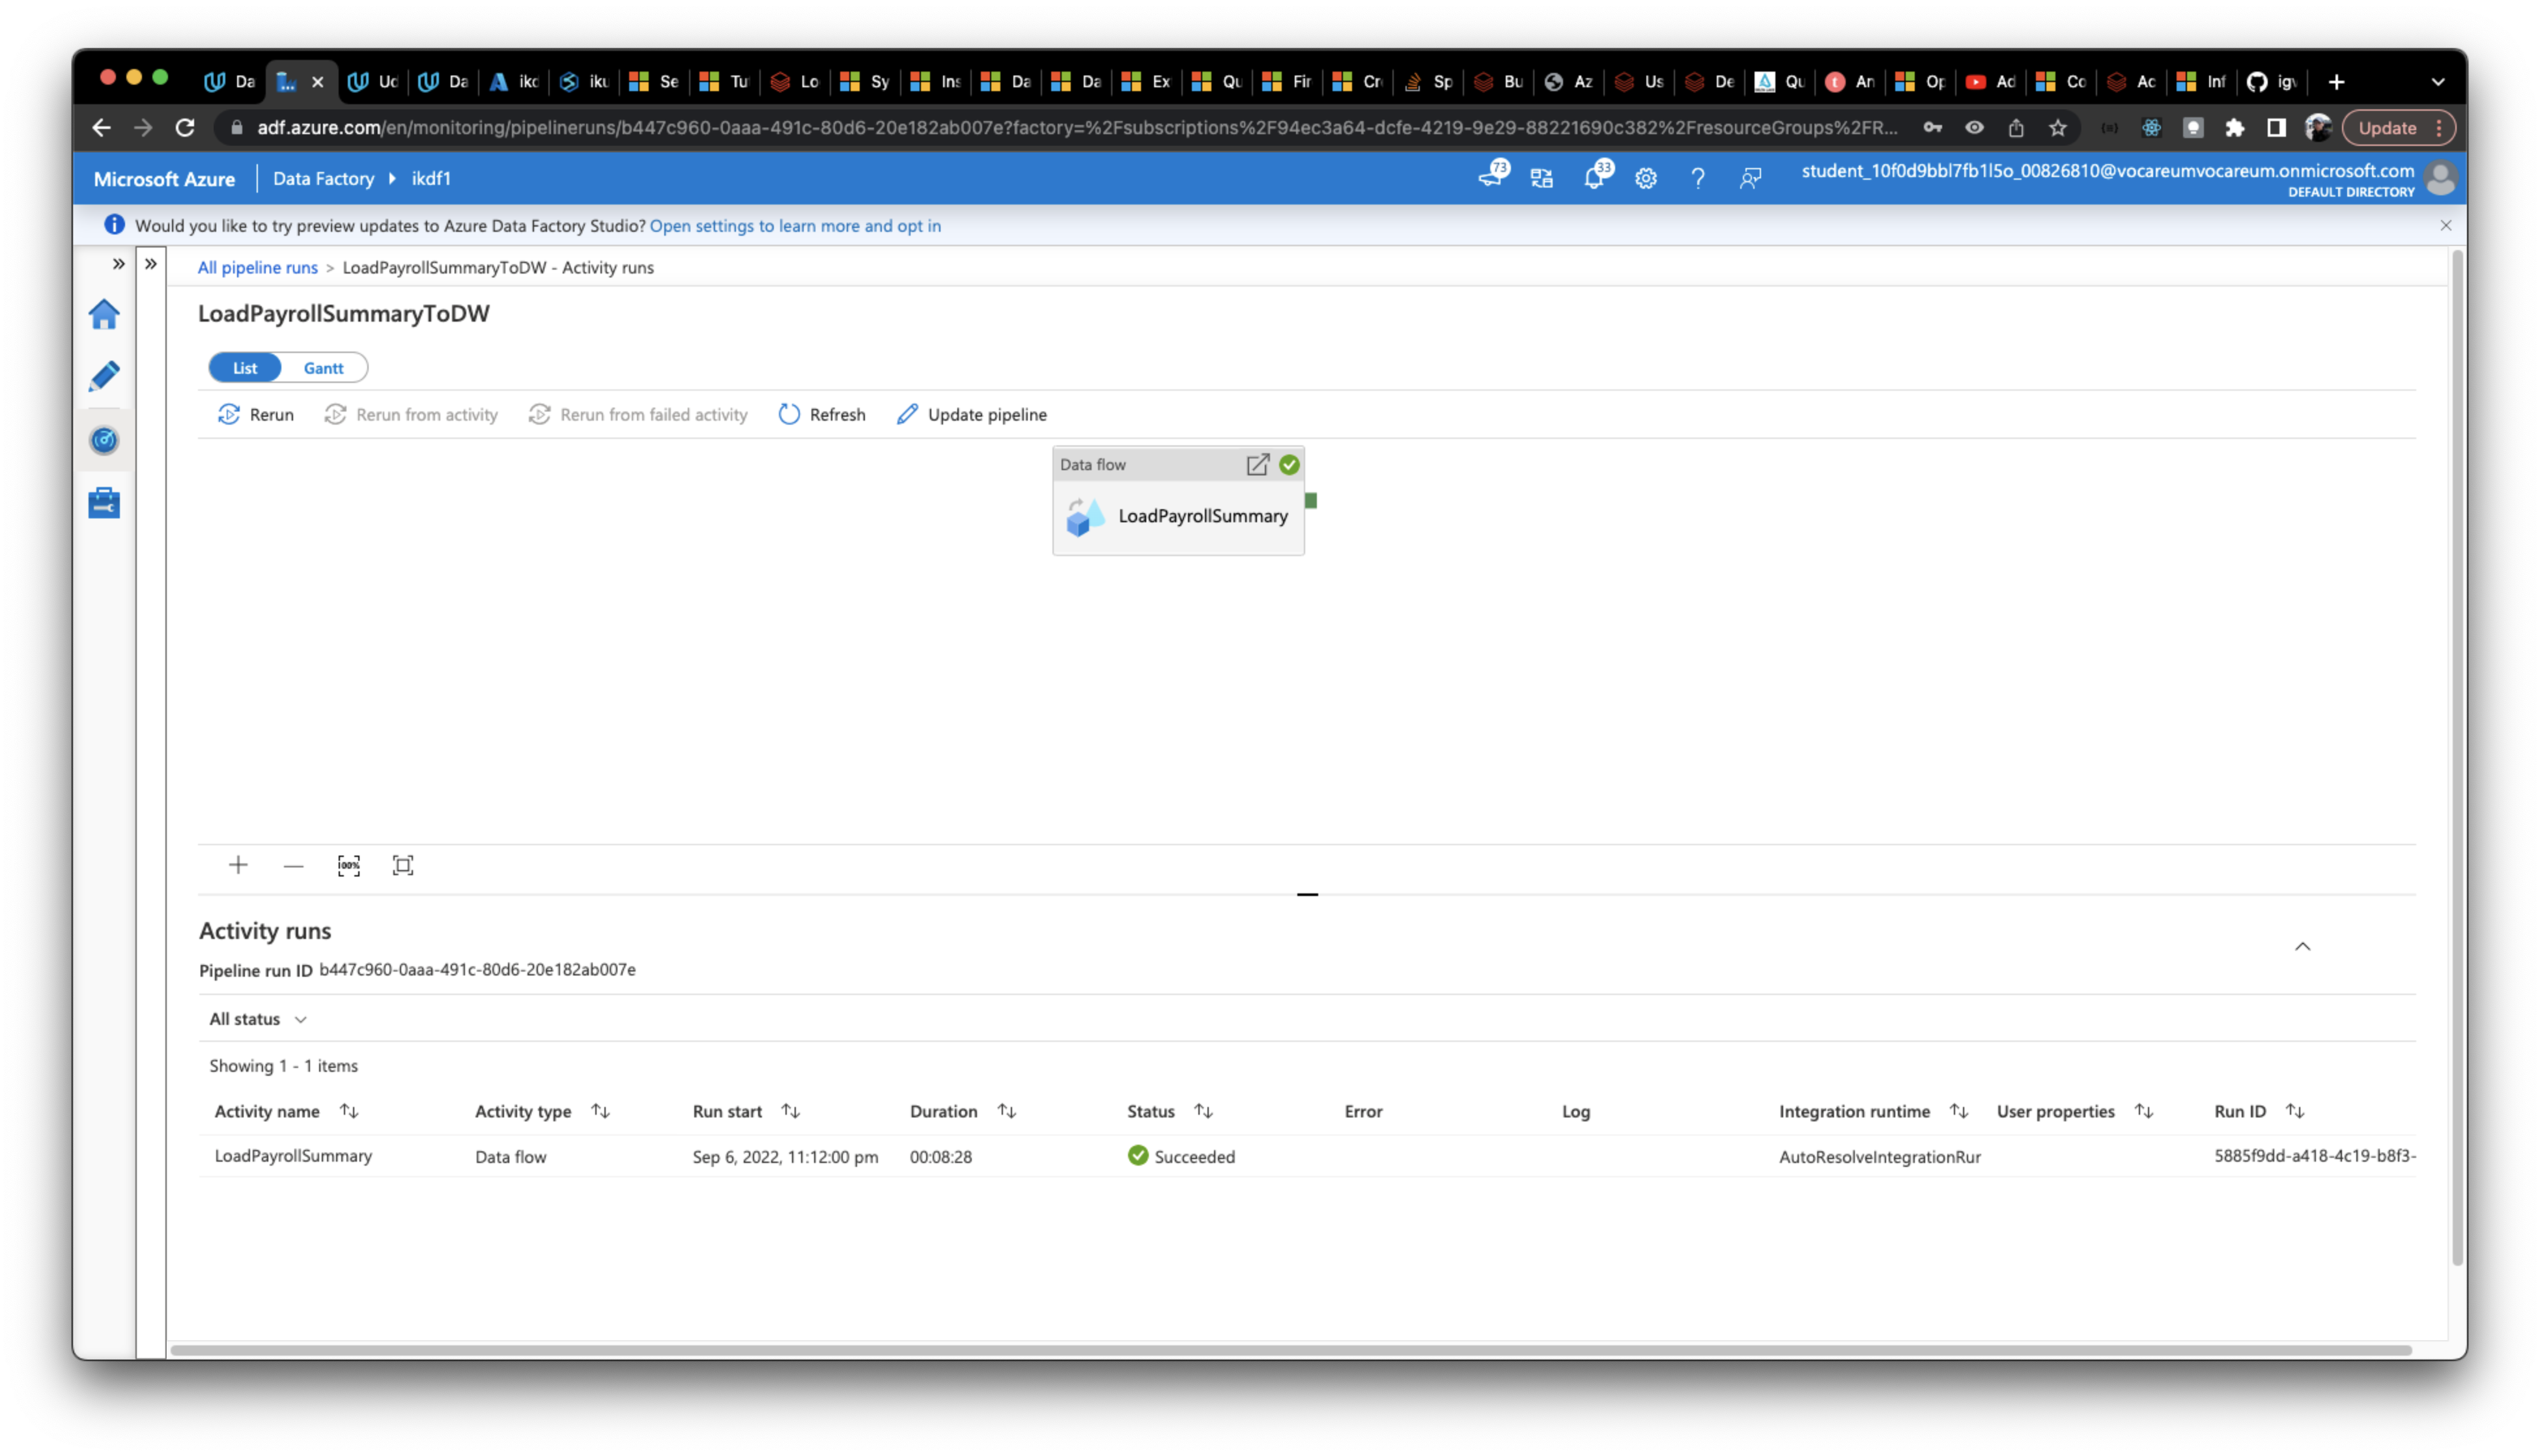 Da Ud Da ikd iku Se Tu Lo Sy Ins Da Da Ex Qu Fir Cr Sp Bu Az Us De Qu An Op Ad Co Ac Inf igv
adf.azure.com/en/monitoring/pipelineruns/b447c960-0aaa-491c-80d6-20e182ab007e?factory=%2Fsubscriptions%2F94ec3a64-dcfe-4219-9e29-88221690c382%2FresourceGroups%2FR... Update
Microsoft Azure Data Factory ikdf1 73 33 student_10f0d9bbl7fb1l5o_00826810@vocareumvocareum.onmicrosoft.com
DEFAULT DIRECTORY
Would you like to try preview updates to Azure Data Factory Studio? Open settings to learn more and opt in
All pipeline runs > LoadPayrollSummaryToDW - Activity runs
LoadPayrollSummaryToDW
List Gantt
Rerun Rerun from activity Rerun from failed activity Refresh Update pipeline
Data flow
LoadPayrollSummary
100%
Activity runs
Pipeline run ID b447c960-0aaa-491c-80d6-20e182ab007e
All status
Showing 1 - 1 items
Activity name Activity type Run start Duration Status Error Log Integration runtime User properties Run ID
LoadPayrollSummary Data flow Sep 6, 2022, 11:12:00 pm 00:08:28 Succeeded AutoResolveIntegrationRur 5885f9dd-a418-4c19-b8f3-